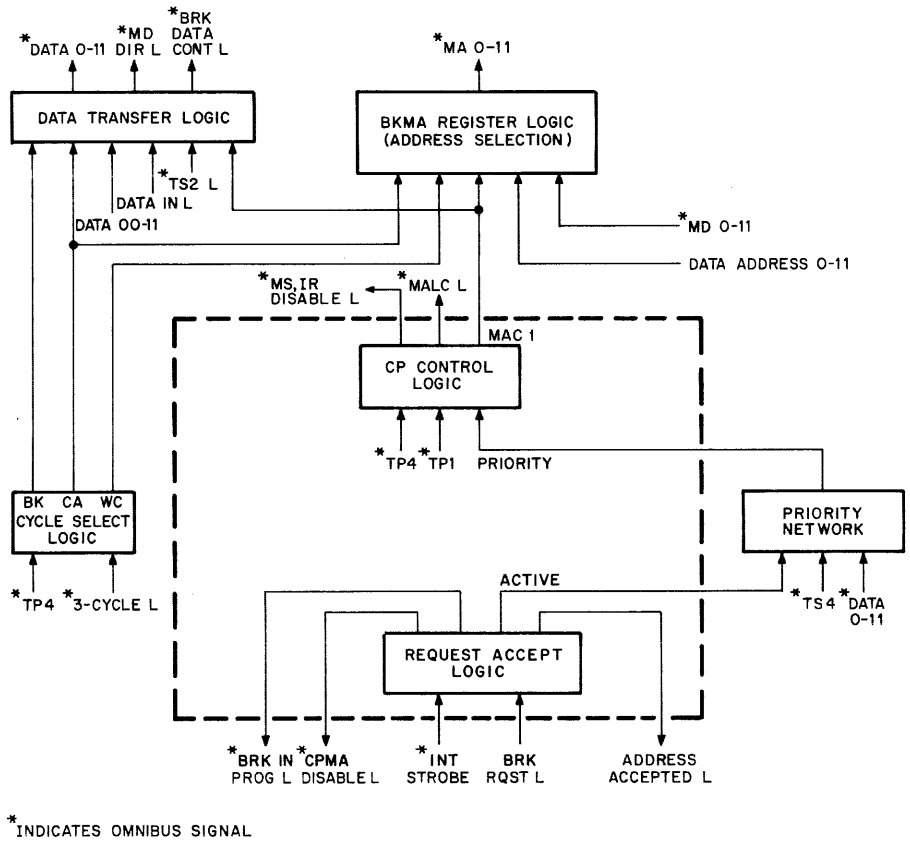 *DATA 0-11
*MD
DIR L
*BRK
DATA
CONT L
*MA 0-11
DATA TRANSFER LOGIC
BKMA REGISTER LOGIC
(ADDRESS SELECTION)
*TS2 L
DATA IN L
DATA 00-11
*MD 0-11
DATA ADDRESS 0-11
*MS,IR
DISABLE L
*MALC L
MAC 1
CP CONTROL
LOGIC
*TP4
*TP1
PRIORITY
BK CA WC
CYCLE SELECT
LOGIC
PRIORITY
NETWORK
*TP4
*3-CYCLE L
ACTIVE
*TS4
*DATA
0-11
REQUEST ACCEPT
LOGIC
*BRK IN
PROG L
*CPMA
DISABLE L
*INT
STROBE
BRK
RQST L
ADDRESS
ACCEPTED L
*INDICATES OMNIBUS SIGNAL